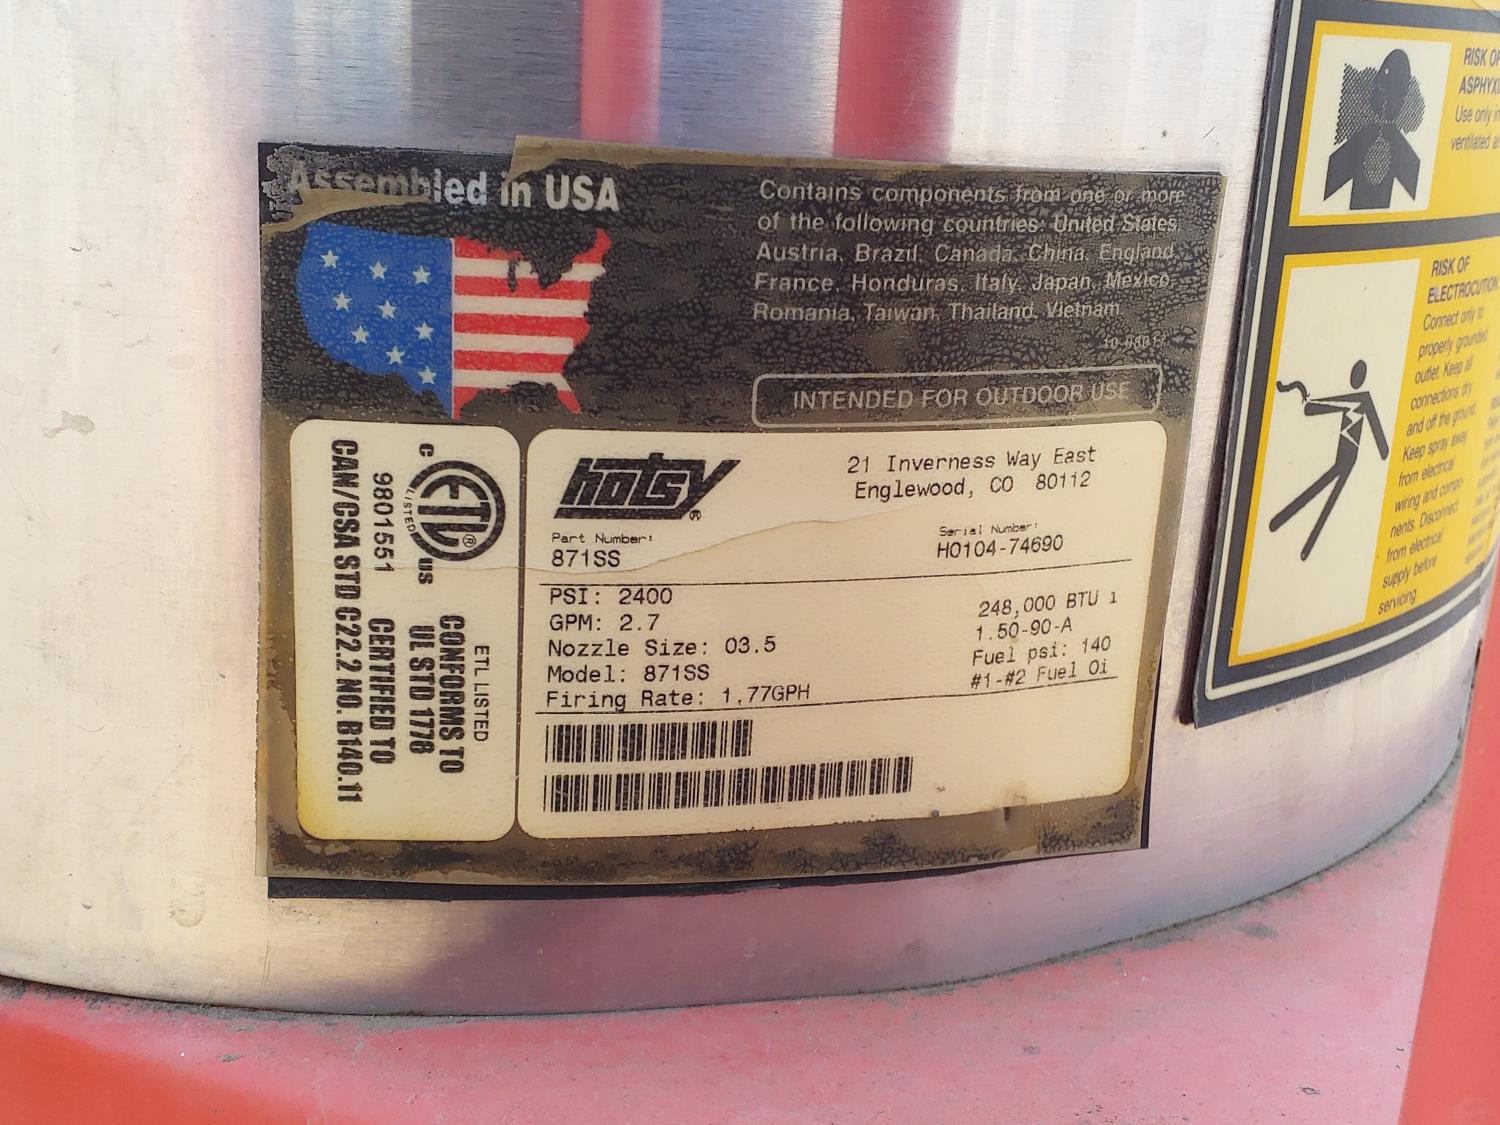 Assembled in USA
Contains components from one or more
of the following countries: United States,
Austria, Brazil, Canada, China, England,
France, Honduras, Italy, Japan, Mexico,
Romania, Taiwan, Thailand, Vietnam
INTENDED FOR OUTDOOR USE
C
ETL
®
LISTED
US
ETL LISTED
CONFORMS TO
UL STD 1778
9801551
CERTIFIED TO
CAN/CSA STD C22.2 NO. B140.11
hotsy®
21 Inverness Way East
Englewood, CO 80112
Part Number:
871SS
Serial Number:
H0104-74690
PSI: 2400
GPM: 2.7
Nozzle Size: 03.5
Model: 871SS
Firing Rate: 1.77GPH
248,000 BTU i
1.50-90-A
Fuel psi: 140
#1-#2 Fuel Oi
RISK OF
Use only in
RISK OF
ELECTROCUTION
Connect only to
properly grounded
outlet. Keep all
connections dry
and off the ground.
Keep spray away
from electrical
wiring and compo-
nents. Disconnect
from electrical
supply before
servicing.